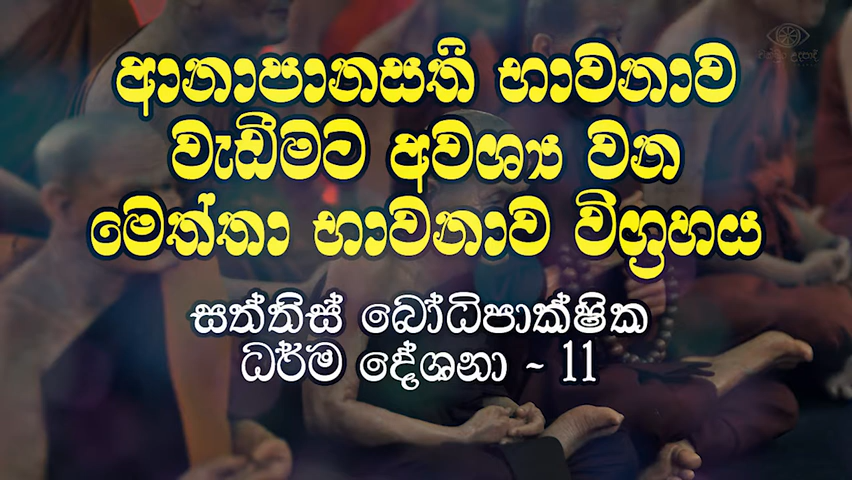 ආනාපානසතී භාවනාව
වැඩීමට අවශ්‍ය වන
මෙත්තා භාවනාව විග්‍රහය
සත්තිස් බෝධිපාක්ෂික
ධර්ම දේශනා ~ 11